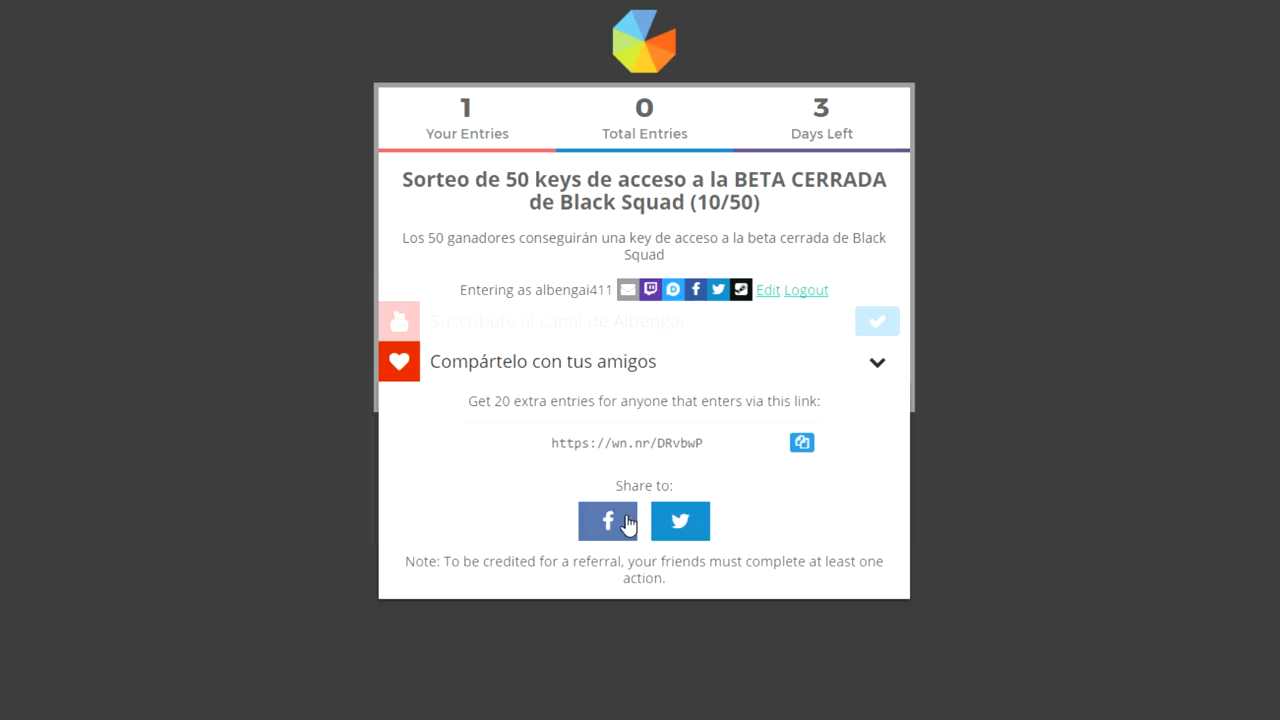 1
Your Entries
0
Total Entries
3
Days Left
Sorteo de 50 keys de acceso a la BETA CERRADA
de Black Squad (10/50)
Los 50 ganadores conseguirán una key de acceso a la beta cerrada de Black
Squad
Entering as albengai411 Edit Logout
Suscribete al canal de Albengai
Compártelo con tus amigos
Get 20 extra entries for anyone that enters via this link:
https://wn.nr/DRvbwP
Share to:
Note: To be credited for a referral, your friends must complete at least one
action.